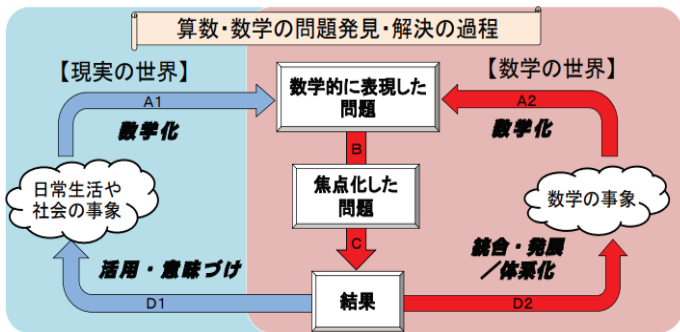 算数・数学の問題発見・解決の過程
【現実の世界】
【数学の世界】
A1
数学化
数学的に表現した
問題
A2
数学化
B
日常生活や
社会の事象
焦点化した
問題
数学の事象
C
活用・意味づけ
統合・発展
／体系化
D1
結果
D2